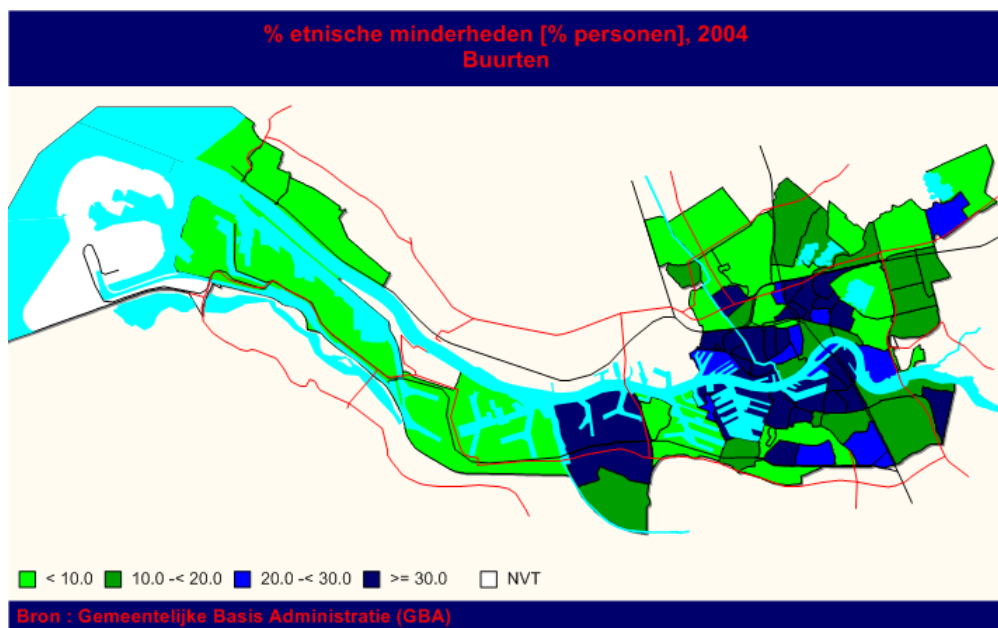 % etnische minderheden [% personen], 2004
Buurten
< 10.0 10.0 -< 20.0 20.0 -< 30.0 >= 30.0 NVT
Bron : Gemeentelijke Basis Administratie (GBA)